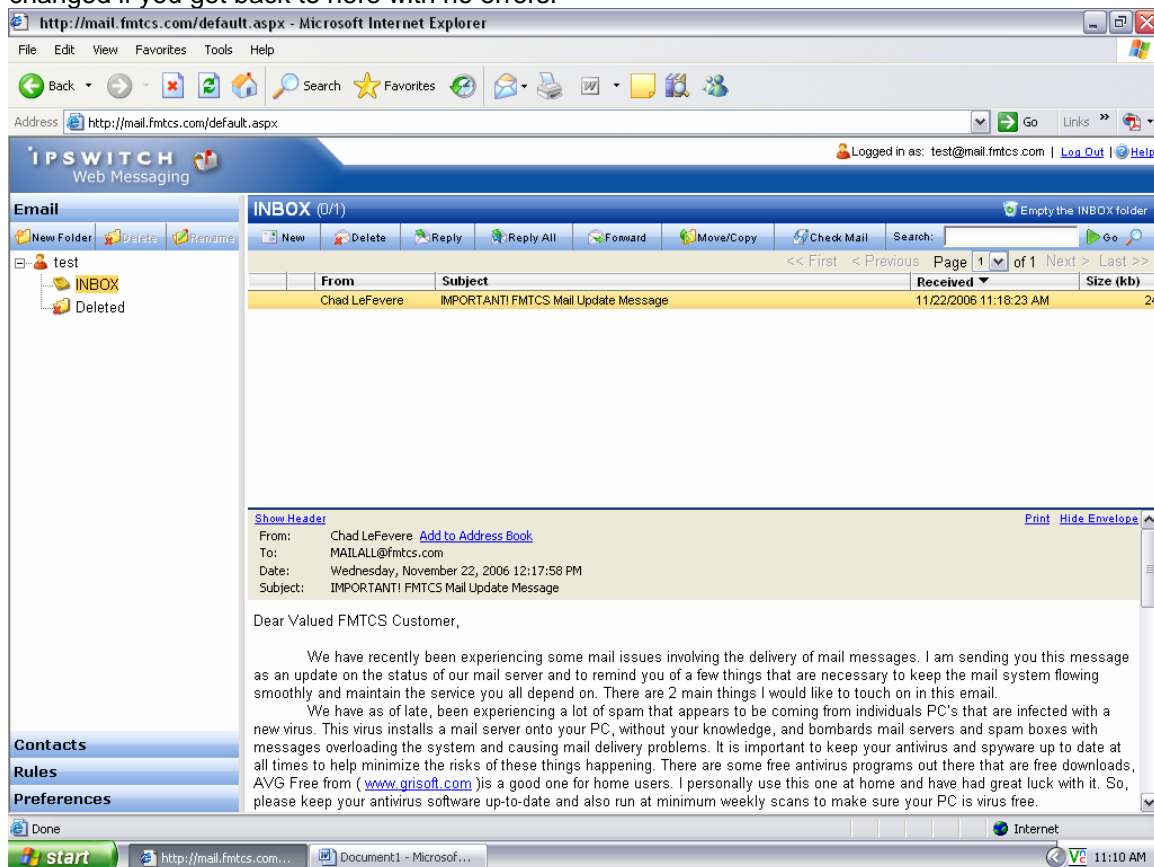 changed if you get back to here with no errors.
http://mail.fmtcs.com/default.aspx - Microsoft Internet Explorer
File Edit View Favorites Tools Help
Back Search Favorites
Address http://mail.fmtcs.com/default.aspx Go Links »
IPSWITCH
Web Messaging
Logged in as: test@mail.fmtcs.com | Log Out | Help
Email
INBOX (0/1) Empty the INBOX folder
New Folder Delete Rename
New Delete Reply Reply All Forward Move/Copy Check Mail Search: Go
test
<< First < Previous Page 1 of 1 Next > Last >>
INBOX
From Subject Received Size (kb)
Deleted
Chad LeFevere IMPORTANT! FMTCS Mail Update Message 11/22/2006 11:18:23 AM
Show Header Print Hide Envelope
From: Chad LeFevere Add to Address Book
To: MAILALL@fmtcs.com
Date: Wednesday, November 22, 2006 12:17:58 PM
Subject: IMPORTANT! FMTCS Mail Update Message
Dear Valued FMTCS Customer,
We have recently been experiencing some mail issues involving the delivery of mail messages. I am sending you this message
as an update on the status of our mail server and to remind you of a few things that are necessary to keep the mail system flowing
smoothly and maintain the service you all depend on. There are 2 main things I would like to touch on in this email.
We have as of late, been experiencing a lot of spam that appears to be coming from individuals PC's that are infected with a
new virus. This virus installs a mail server onto your PC, without your knowledge, and bombards mail servers and spam boxes with
messages overloading the system and causing mail delivery problems. It is important to keep your antivirus and spyware up to date at
all times to help minimize the risks of these things happening. There are some free antivirus programs out there that are free downloads,
AVG Free from ( www.grisoft.com )is a good one for home users. I personally use this one at home and have had great luck with it. So,
please keep your antivirus software up-to-date and also run at minimum weekly scans to make sure your PC is virus free.
Contacts
Rules
Preferences
Done Internet
start http://mail.fmtcs.com... Document1 - Microsof... 11:10 AM